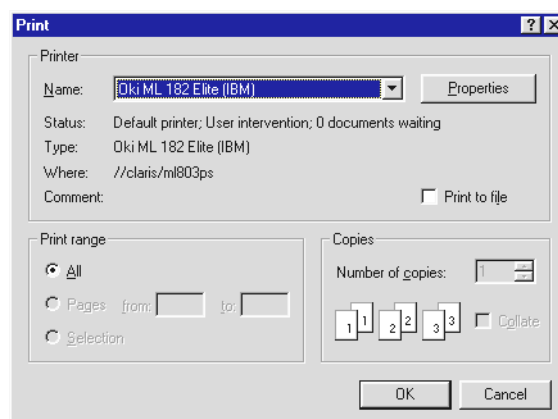 Print
Printer
Name: Oki ML 182 Elite (IBM) Properties
Status: Default printer; User intervention; 0 documents waiting
Type: Oki ML 182 Elite (IBM)
Where: //claris/ml803ps
Comment: Print to file
Print range
All
Pages from: to:
Selection
Copies
Number of copies: 1
1 1 2 2 3 3 Collate
OK Cancel